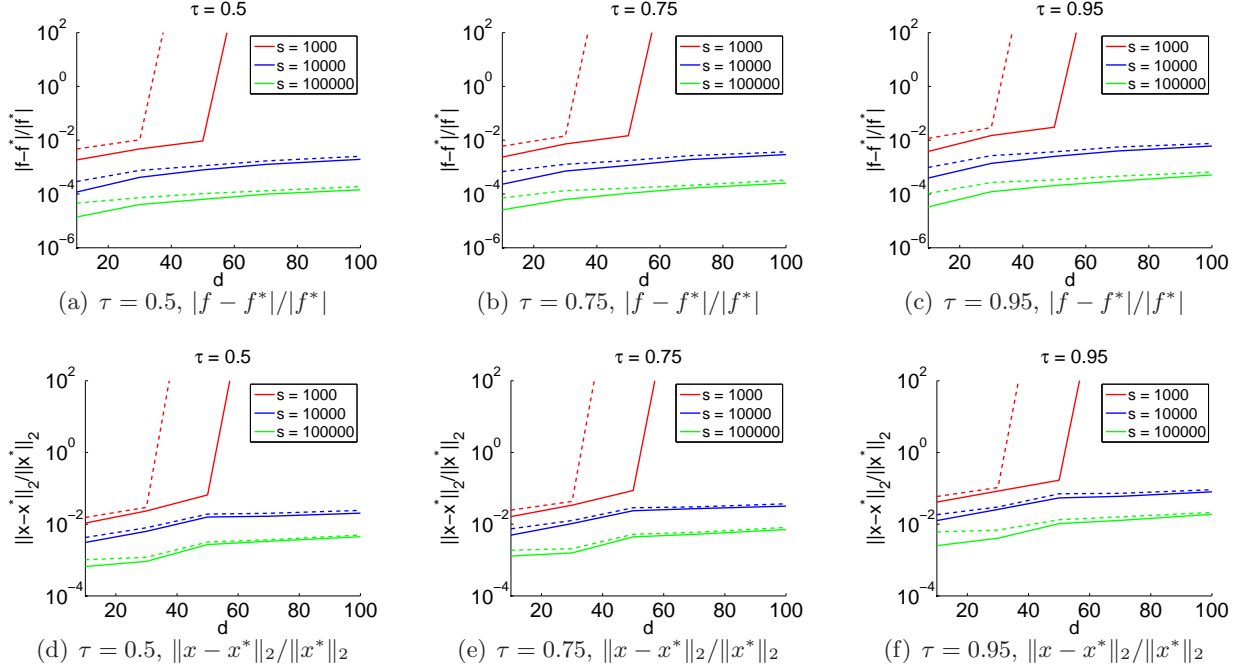 τ = 0.5
|f−f*|/|f*|
10^2
10^0
10^−2
10^−4
10^−6
20 40 60 80 100
d
s = 1000
s = 10000
s = 100000
(a) τ = 0.5, |f − f*|/|f*|
τ = 0.75
|f−f*|/|f*|
10^2
10^0
10^−2
10^−4
10^−6
20 40 60 80 100
d
s = 1000
s = 10000
s = 100000
(b) τ = 0.75, |f − f*|/|f*|
τ = 0.95
|f−f*|/|f*|
10^2
10^0
10^−2
10^−4
10^−6
20 40 60 80 100
d
s = 1000
s = 10000
s = 100000
(c) τ = 0.95, |f − f*|/|f*|
τ = 0.5
||x−x*||_2/||x*||_2
10^2
10^0
10^−2
10^−4
20 40 60 80 100
d
s = 1000
s = 10000
s = 100000
(d) τ = 0.5, ‖x − x*‖₂/‖x*‖₂
τ = 0.75
||x−x*||_2/||x*||_2
10^2
10^0
10^−2
10^−4
20 40 60 80 100
d
s = 1000
s = 10000
s = 100000
(e) τ = 0.75, ‖x − x*‖₂/‖x*‖₂
τ = 0.95
||x−x*||_2/||x*||_2
10^2
10^0
10^−2
10^−4
20 40 60 80 100
d
s = 1000
s = 10000
s = 100000
(f) τ = 0.95, ‖x − x*‖₂/‖x*‖₂